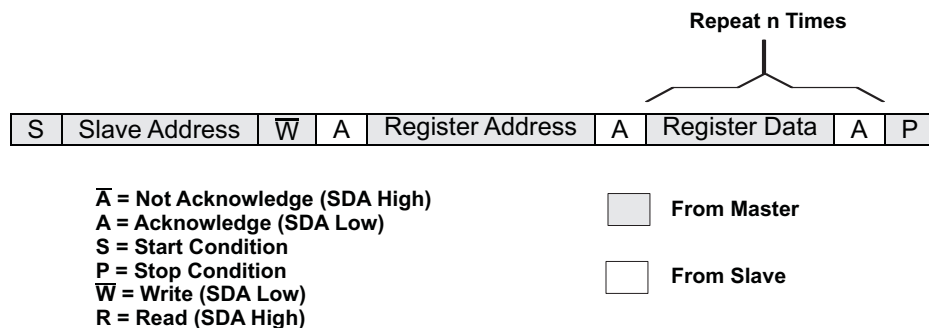 Repeat n Times
S Slave Address W̅ A Register Address A Register Data A P
A̅ = Not Acknowledge (SDA High)
A = Acknowledge (SDA Low)
S = Start Condition
P = Stop Condition
W̅ = Write (SDA Low)
R = Read (SDA High)
From Master
From Slave